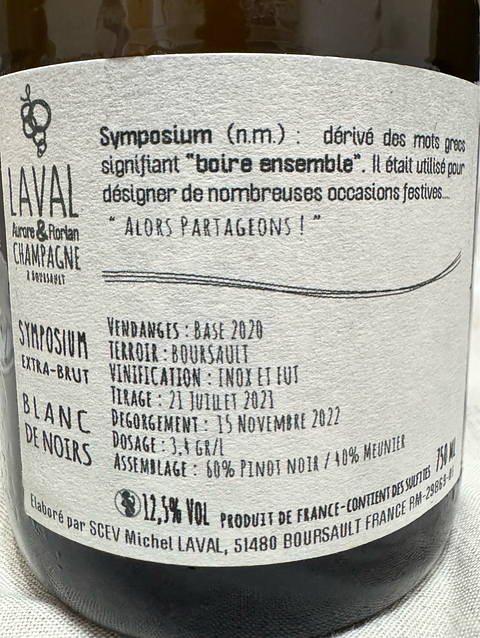 LAVAL
Aurore & Florian
CHAMPAGNE
À BOURSAULT
Symposium (n.m.) : dérivé des mots grecs
signifiant "boire ensemble". Il était utilisé pour
désigner de nombreuses occasions festives...
" ALORS PARTAGEONS ! "
SYMPOSIUM
EXTRA-BRUT
BLANC
DE NOIRS
VENDANGES : BASE 2020
TERROIR : BOURSAULT
VINIFICATION : INOX ET FUT
TIRAGE : 21 JUILLET 2021
DEGORGEMENT : 15 NOVEMBRE 2022
DOSAGE : 3,4 GR/L
ASSEMBLAGE : 60% PINOT NOIR / 40% MEUNIER
12,5% VOL PRODUIT DE FRANCE-CONTIENT DES SULFITES 750 ML
Elaboré par SCEV Michel LAVAL, 51480 BOURSAULT FRANCE RM-29863-01